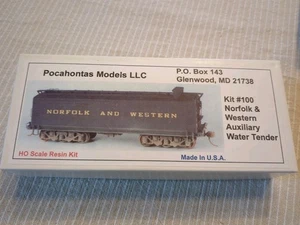 Pocahontas Models LLC
P.O. Box 143
Glenwood, MD 21738
Kit #100
Norfolk &
Western
Auxiliary
Water Tender
NORFOLK AND WESTERN
HO Scale Resin Kit
Made In U.S.A.